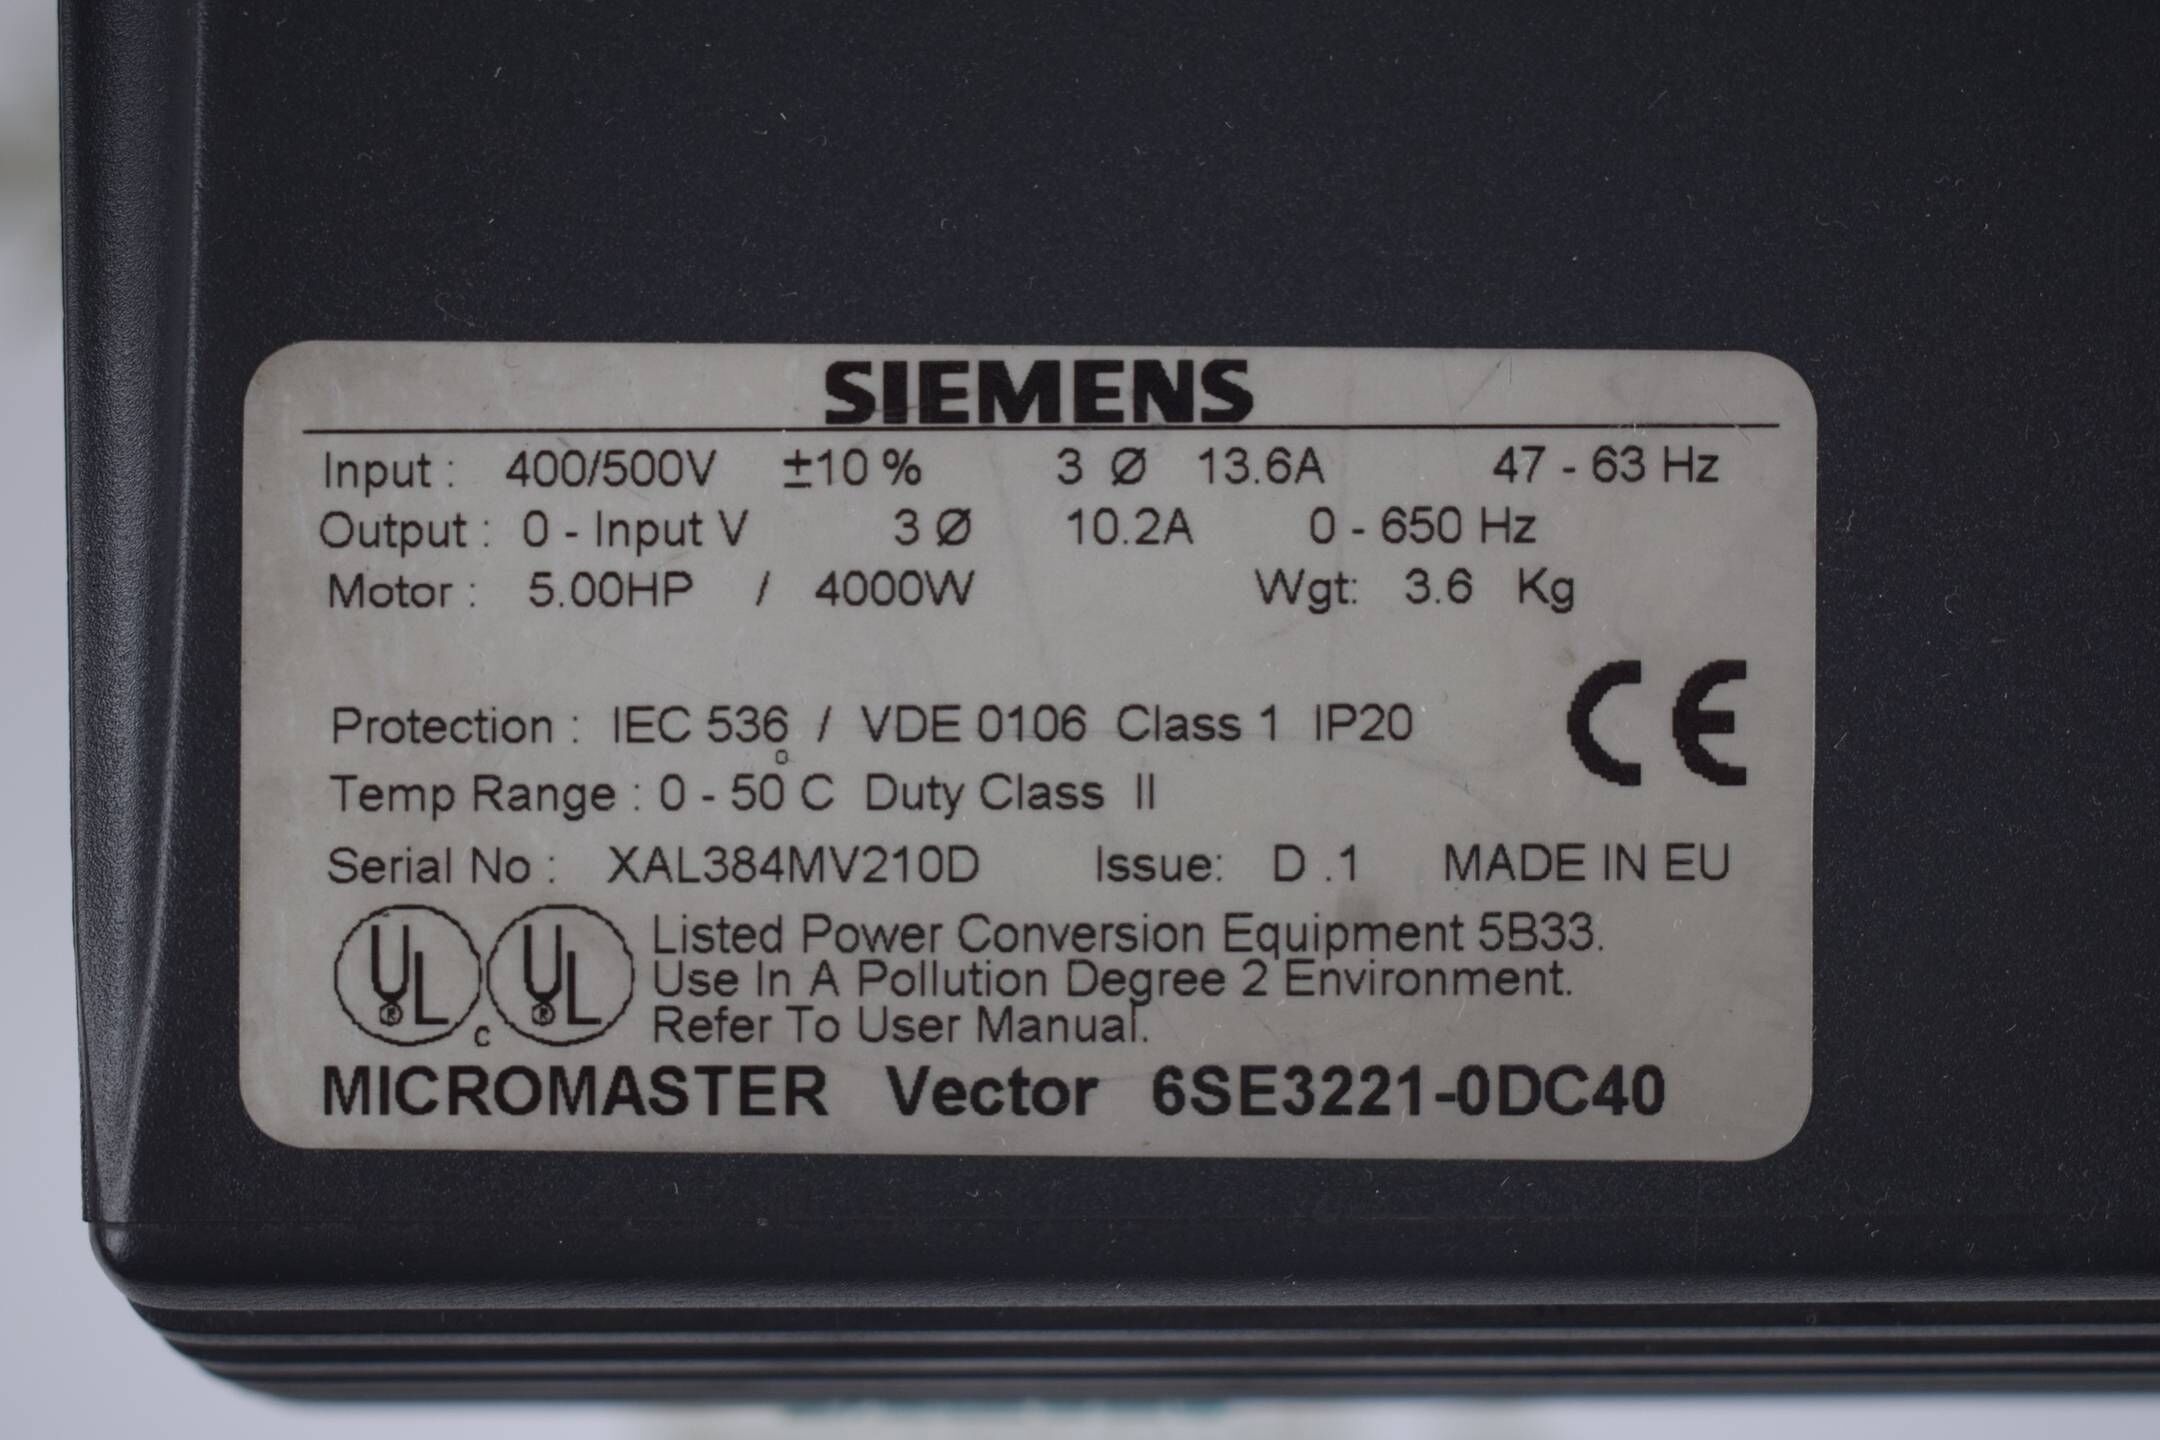 SIEMENS
Input : 400/500V ±10 % 3 Ø 13.6A 47 - 63 Hz
Output : 0 - Input V 3 Ø 10.2A 0 - 650 Hz
Motor : 5.00HP / 4000W Wgt: 3.6 Kg
Protection : IEC 536 / VDE 0106 Class 1 IP20
CE
Temp Range : 0 - 50°C Duty Class II
Serial No : XAL384MV210D Issue: D .1 MADE IN EU
UL® c UL® Listed Power Conversion Equipment 5B33.
Use In A Pollution Degree 2 Environment.
Refer To User Manual.
MICROMASTER Vector 6SE3221-0DC40